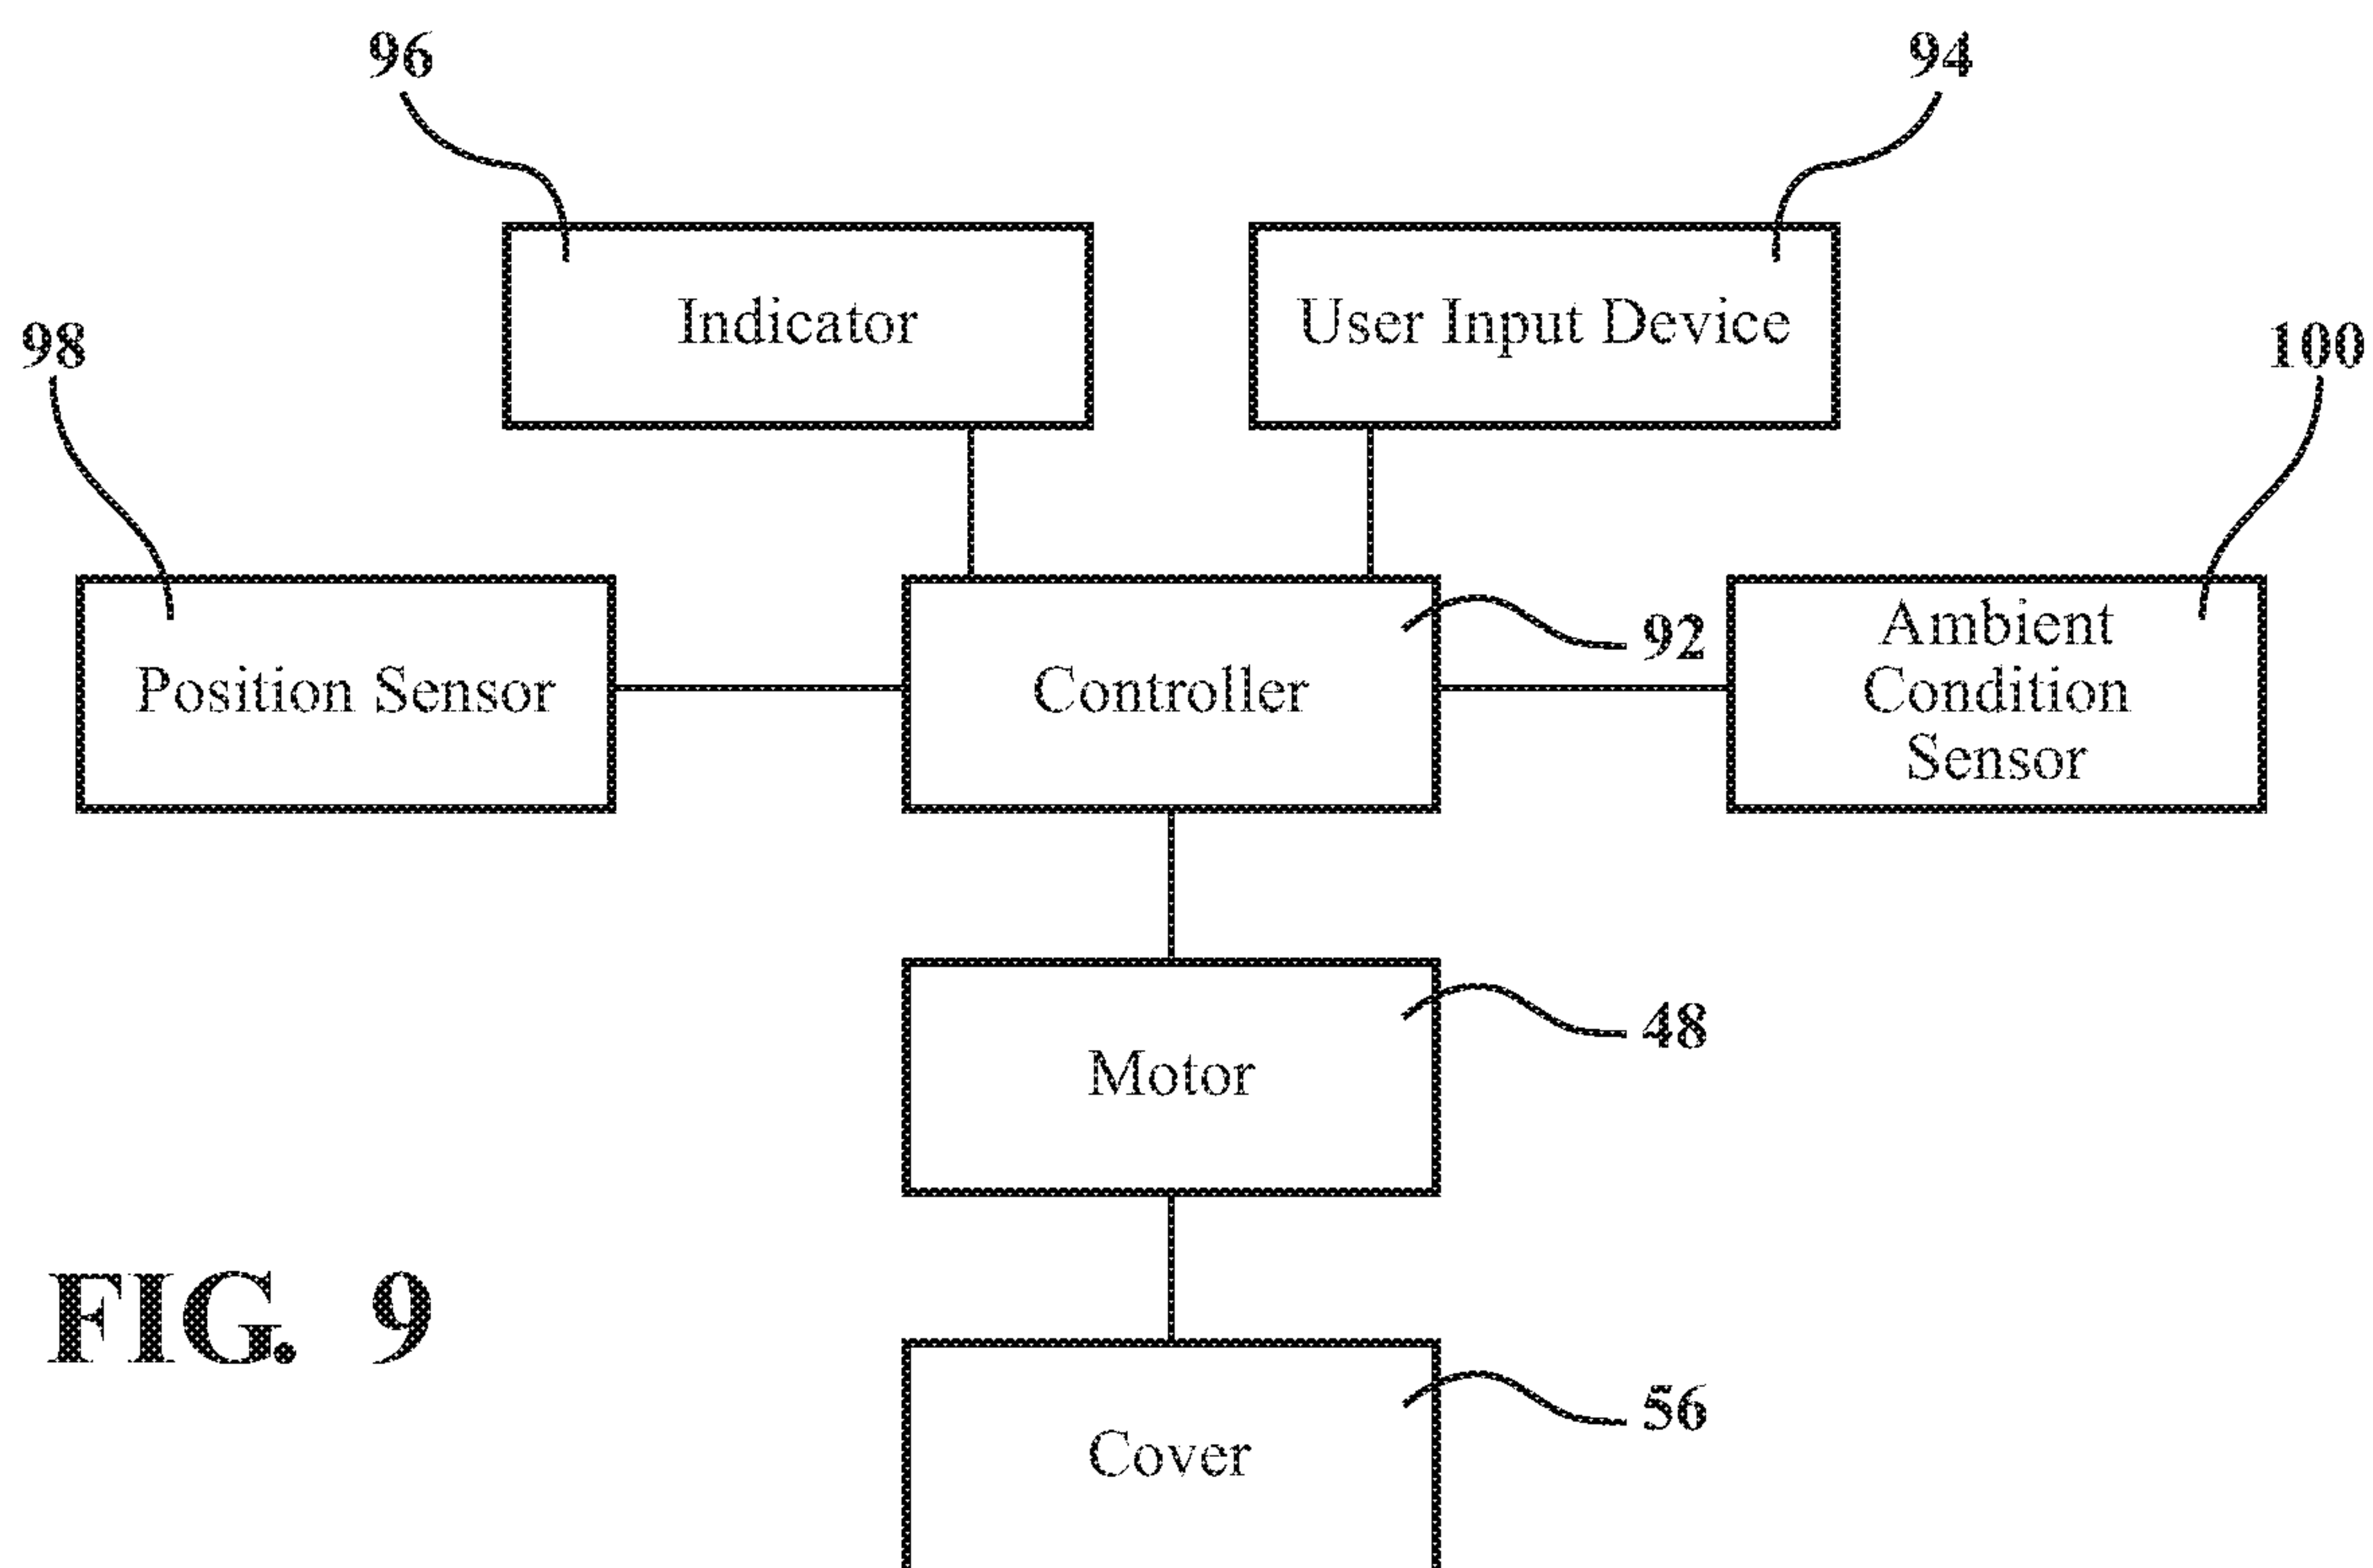 96
94
Indicator
User Input Device
98
100
Position Sensor
Controller
92
Ambient
Condition
Sensor
Motor
48
FIG. 9
Cover
56